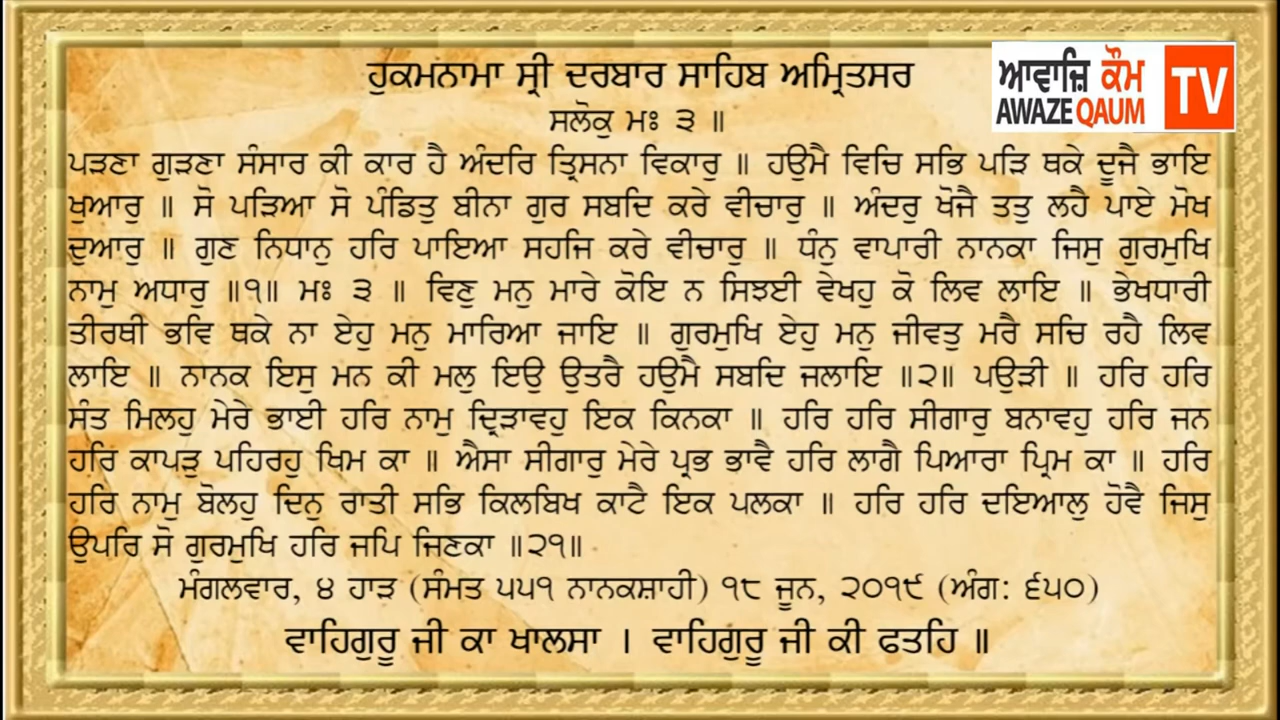 ਹੁਕਮਨਾਮਾ ਸ੍ਰੀ ਦਰਬਾਰ ਸਾਹਿਬ ਅਮ੍ਰਿਤਸਰ
ਆਵਾਜ਼ਿ ਕੌਮ
AWAZE QAUM
TV
ਸਲੋਕੁ ਮਃ ੩ ॥
ਪੜਣਾ ਗੁੜਣਾ ਸੰਸਾਰ ਕੀ ਕਾਰ ਹੈ ਅੰਦਰਿ ਤ੍ਰਿਸਨਾ ਵਿਕਾਰੁ ॥ ਹਉਮੈ ਵਿਚਿ ਸਭਿ ਪੜਿ ਥਕੇ ਦੂਜੈ ਭਾਇ
ਖੁਆਰੁ ॥ ਸੋ ਪੜਿਆ ਸੋ ਪੰਡਿਤੁ ਬੀਨਾ ਗੁਰ ਸਬਦਿ ਕਰੇ ਵੀਚਾਰੁ ॥ ਅੰਦਰੁ ਖੋਜੈ ਤਤੁ ਲਹੈ ਪਾਏ ਮੋਖ
ਦੁਆਰੁ ॥ ਗੁਣ ਨਿਧਾਨੁ ਹਰਿ ਪਾਇਆ ਸਹਜਿ ਕਰੇ ਵੀਚਾਰੁ ॥ ਧੰਨੁ ਵਾਪਾਰੀ ਨਾਨਕਾ ਜਿਸੁ ਗੁਰਮੁਖਿ
ਨਾਮੁ ਅਧਾਰੁ ॥੧॥ ਮਃ ੩ ॥ ਵਿਣੁ ਮਨੁ ਮਾਰੇ ਕੋਇ ਨ ਸਿਝਈ ਵੇਖਹੁ ਕੋ ਲਿਵ ਲਾਇ ॥ ਭੇਖਧਾਰੀ
ਤੀਰਥੀ ਭਵਿ ਥਕੇ ਨਾ ਏਹੁ ਮਨੁ ਮਾਰਿਆ ਜਾਇ ॥ ਗੁਰਮੁਖਿ ਏਹੁ ਮਨੁ ਜੀਵਤੁ ਮਰੈ ਸਚਿ ਰਹੈ ਲਿਵ
ਲਾਇ ॥ ਨਾਨਕ ਇਸੁ ਮਨ ਕੀ ਮਲੁ ਇਉ ਉਤਰੈ ਹਉਮੈ ਸਬਦਿ ਜਲਾਇ ॥੨॥ ਪਉੜੀ ॥ ਹਰਿ ਹਰਿ
ਸੰਤ ਮਿਲਹੁ ਮੇਰੇ ਭਾਈ ਹਰਿ ਨਾਮੁ ਦ੍ਰਿੜਾਵਹੁ ਇਕ ਕਿਨਕਾ ॥ ਹਰਿ ਹਰਿ ਸੀਗਾਰੁ ਬਨਾਵਹੁ ਹਰਿ ਜਨ
ਹਰਿ ਕਾਪੜੁ ਪਹਿਰਹੁ ਖਿਮ ਕਾ ॥ ਐਸਾ ਸੀਗਾਰੁ ਮੇਰੇ ਪ੍ਰਭ ਭਾਵੈ ਹਰਿ ਲਾਗੈ ਪਿਆਰਾ ਪ੍ਰਿਮ ਕਾ ॥ ਹਰਿ
ਹਰਿ ਨਾਮੁ ਬੋਲਹੁ ਦਿਨੁ ਰਾਤੀ ਸਭਿ ਕਿਲਬਿਖ ਕਾਟੈ ਇਕ ਪਲਕਾ ॥ ਹਰਿ ਹਰਿ ਦਇਆਲੁ ਹੋਵੈ ਜਿਸੁ
ਉਪਰਿ ਸੋ ਗੁਰਮੁਖਿ ਹਰਿ ਜਪਿ ਜਿਣਕਾ ॥੨੧॥
ਮੰਗਲਵਾਰ, ੪ ਹਾੜ (ਸੰਮਤ ੫੫੧ ਨਾਨਕਸ਼ਾਹੀ) ੧੮ ਜੂਨ, ੨੦੧੯ (ਅੰਗ: ੬੫੦)
ਵਾਹਿਗੁਰੂ ਜੀ ਕਾ ਖਾਲਸਾ । ਵਾਹਿਗੁਰੂ ਜੀ ਕੀ ਫਤਹਿ ॥